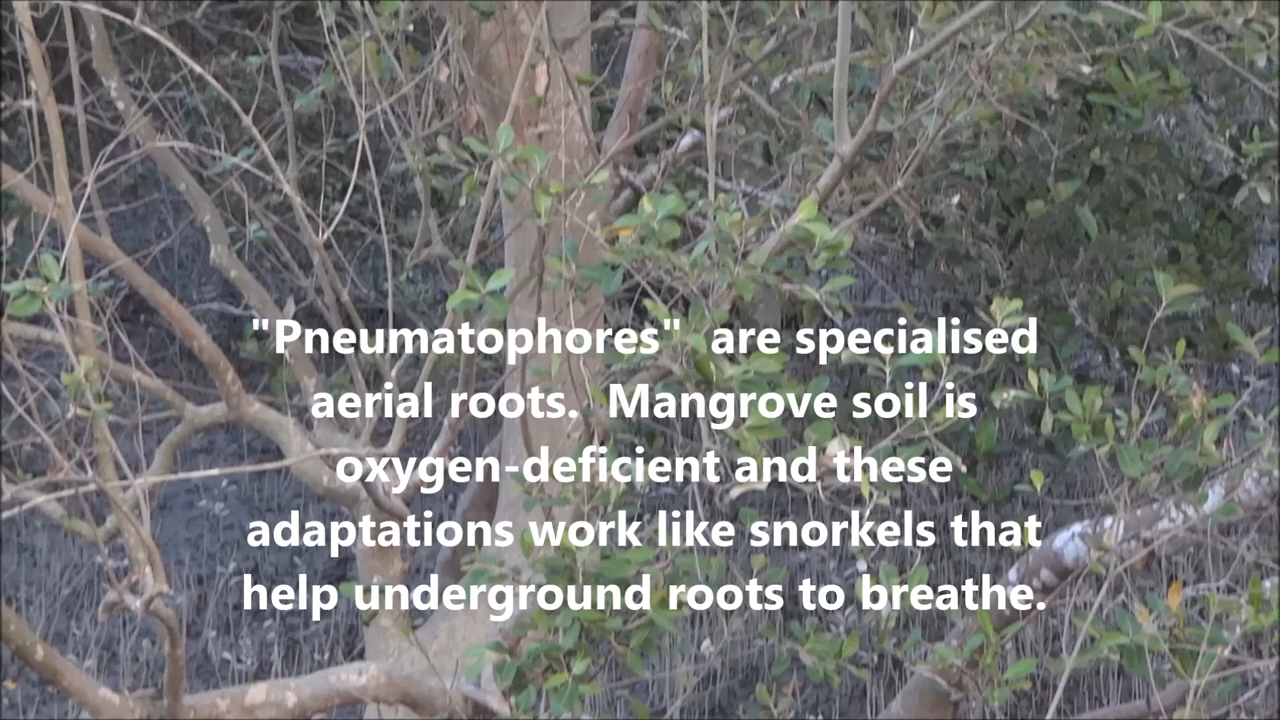 "Pneumatophores"  are specialised
aerial roots.  Mangrove soil is
oxygen-deficient and these
adaptations work like snorkels that
help underground roots to breathe.